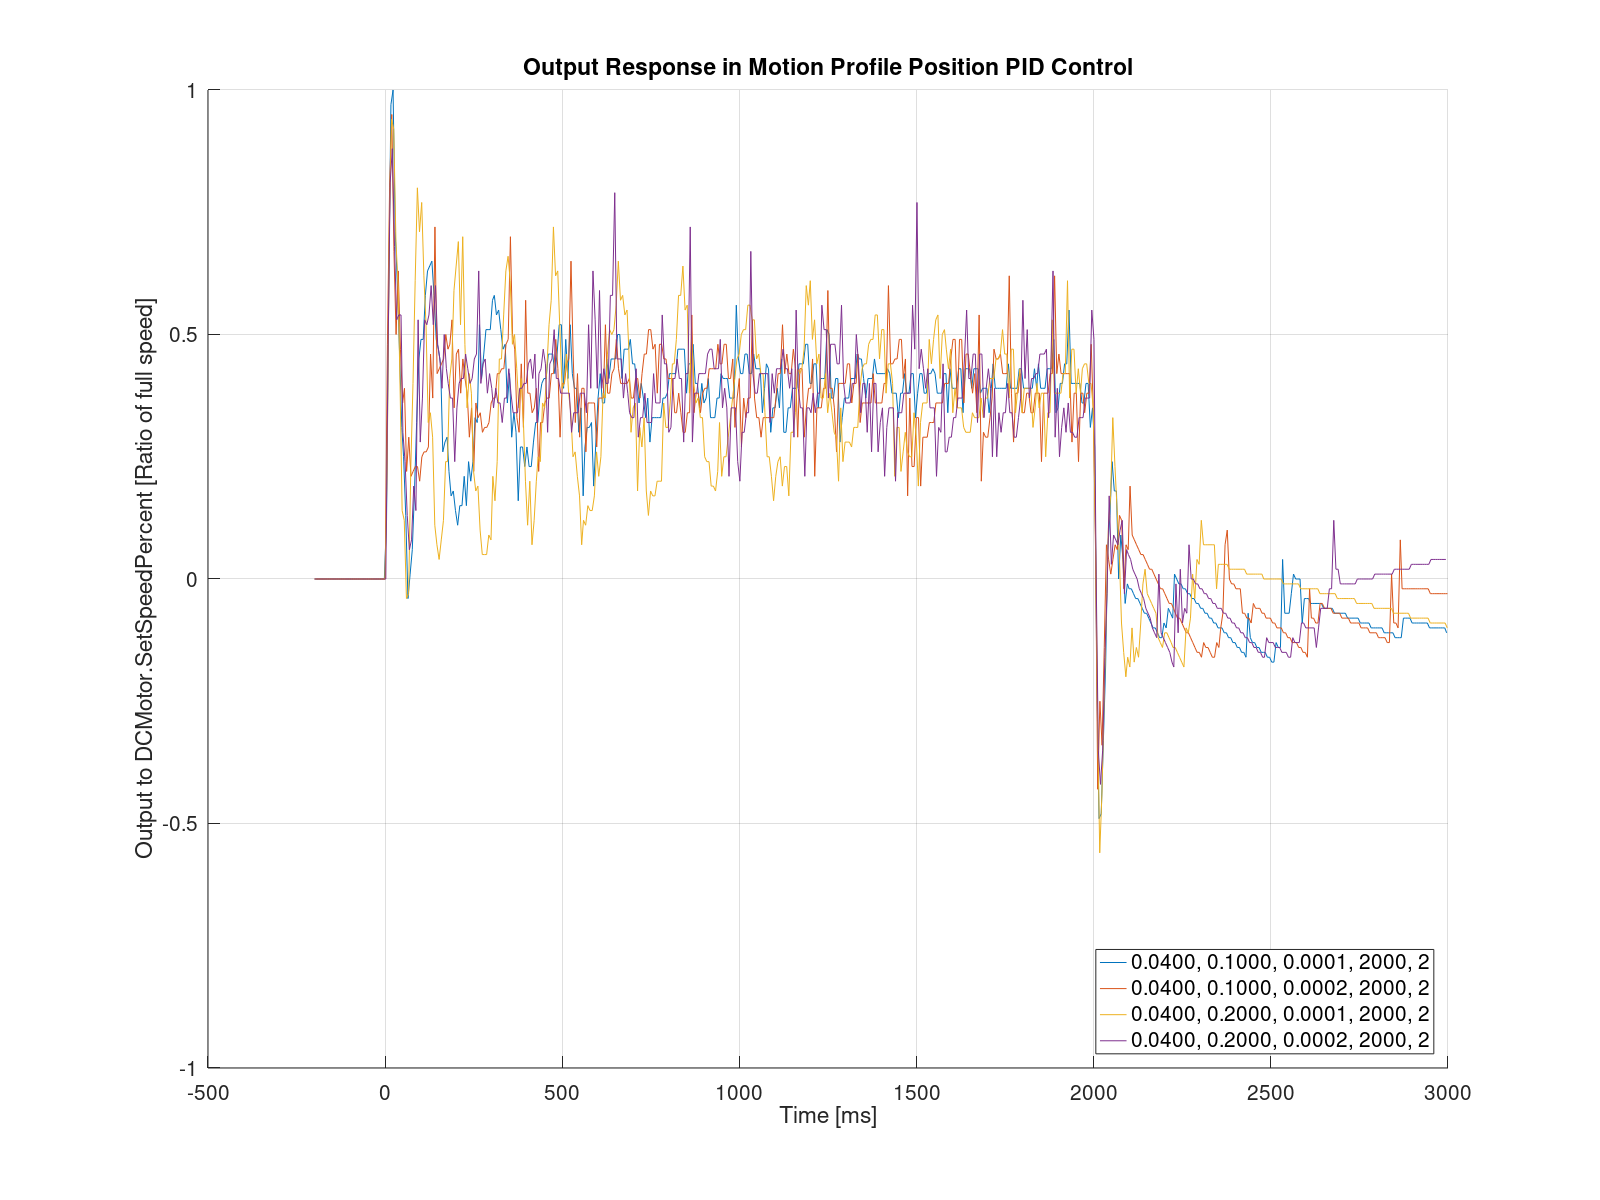 Output Response in Motion Profile Position PID Control
Output to DCMotor.SetSpeedPercent [Ratio of full speed]
1
0.5
0
-0.5
-1
0.0400, 0.1000, 0.0001, 2000, 2
0.0400, 0.1000, 0.0002, 2000, 2
0.0400, 0.2000, 0.0001, 2000, 2
0.0400, 0.2000, 0.0002, 2000, 2
-500 0 500 1000 1500 2000 2500 3000
Time [ms]